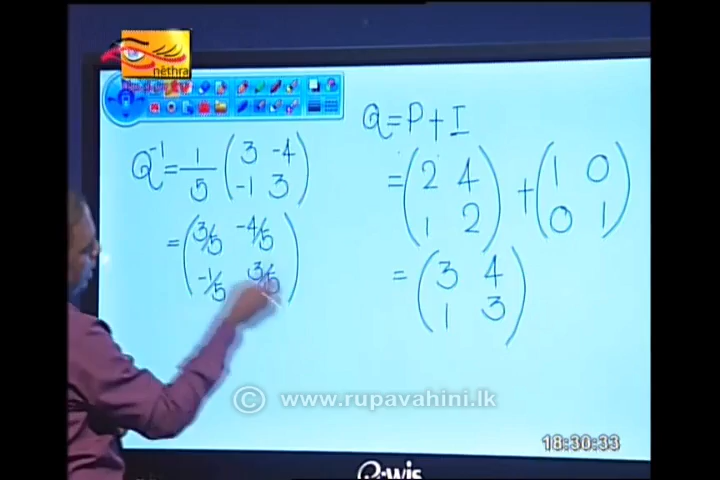 nēthra
Q = P + I
Q⁻¹ = 1/5 (3 -4
-1 3)
= (2 4
1 2) + (1 0
0 1)
= (3/5 -4/5
-1/5 3/5)
= (3 4
1 3)
© www.rupavahini.lk
18:30:33